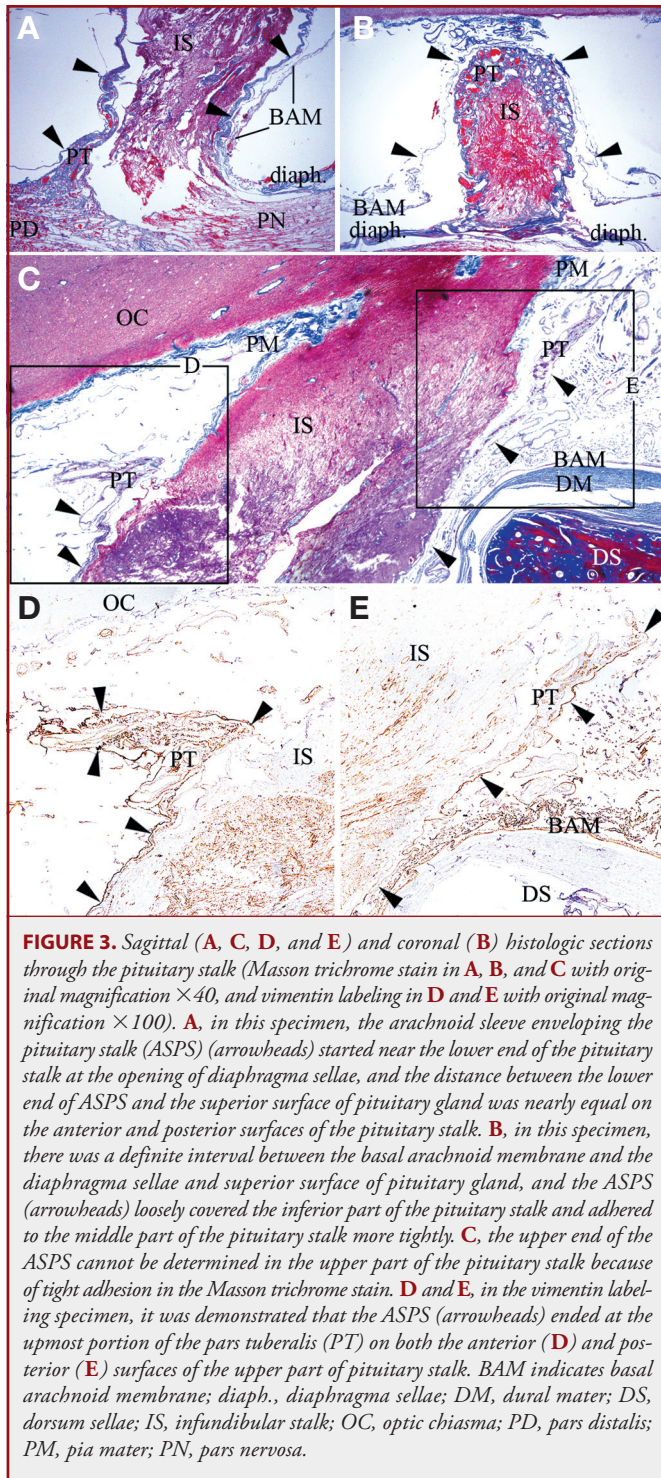 A
IS
BAM
PT
diaph.
PD
PN
B
PT
IS
BAM
diaph.
diaph.
C
PM
OC
PM
D
PT
E
IS
PT
BAM
DM
DS
D
OC
PT
IS
E
IS
PT
BAM
DS
FIGURE 3. Sagittal (A, C, D, and E) and coronal (B) histologic sections
through the pituitary stalk (Masson trichrome stain in A, B, and C with orig-
inal magnification ×40, and vimentin labeling in D and E with original mag-
nification ×100). A, in this specimen, the arachnoid sleeve enveloping the
pituitary stalk (ASPS) (arrowheads) started near the lower end of the pituitary
stalk at the opening of diaphragma sellae, and the distance between the lower
end of ASPS and the superior surface of pituitary gland was nearly equal on
the anterior and posterior surfaces of the pituitary stalk. B, in this specimen,
there was a definite interval between the basal arachnoid membrane and the
diaphragma sellae and superior surface of pituitary gland, and the ASPS
(arrowheads) loosely covered the inferior part of the pituitary stalk and adhered
to the middle part of the pituitary stalk more tightly. C, the upper end of the
ASPS cannot be determined in the upper part of the pituitary stalk because
of tight adhesion in the Masson trichrome stain. D and E, in the vimentin label-
ing specimen, it was demonstrated that the ASPS (arrowheads) ended at the
upmost portion of the pars tuberalis (PT) on both the anterior (D) and pos-
terior (E) surfaces of the upper part of pituitary stalk. BAM indicates basal
arachnoid membrane; diaph., diaphragma sellae; DM, dural mater; DS,
dorsum sellae; IS, infundibular stalk; OC, optic chiasma; PD, pars distalis;
PM, pia mater; PN, pars nervosa.